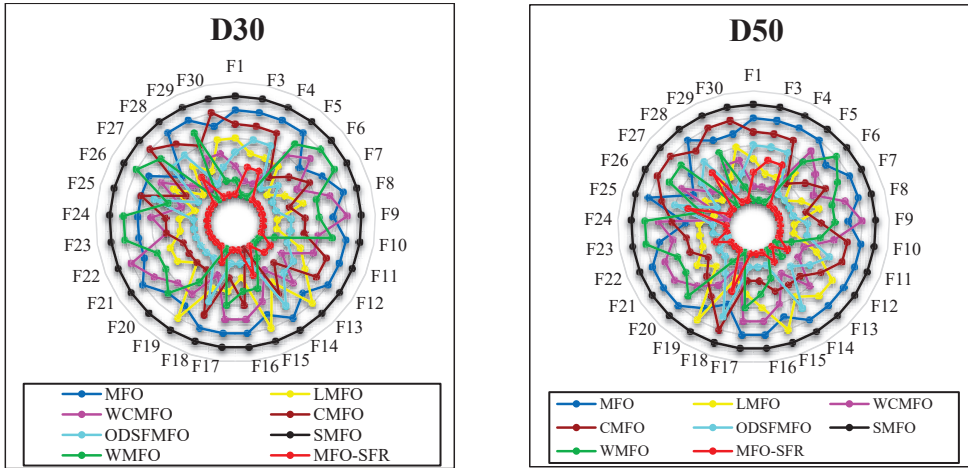 D30
F1
F3
F4
F5
F6
F7
F8
F9
F10
F11
F12
F13
F14
F15
F16
F17
F18
F19
F20
F21
F22
F23
F24
F25
F26
F27
F28
F29
F30
MFO LMFO
WCMFO CMFO
ODSFMFO SMFO
WMFO MFO-SFR
D50
F1
F3
F4
F5
F6
F7
F8
F9
F10
F11
F12
F13
F14
F15
F16
F17
F18
F19
F20
F21
F22
F23
F24
F25
F26
F27
F28
F29
F30
MFO LMFO WCMFO
CMFO ODSFMFO SMFO
WMFO MFO-SFR